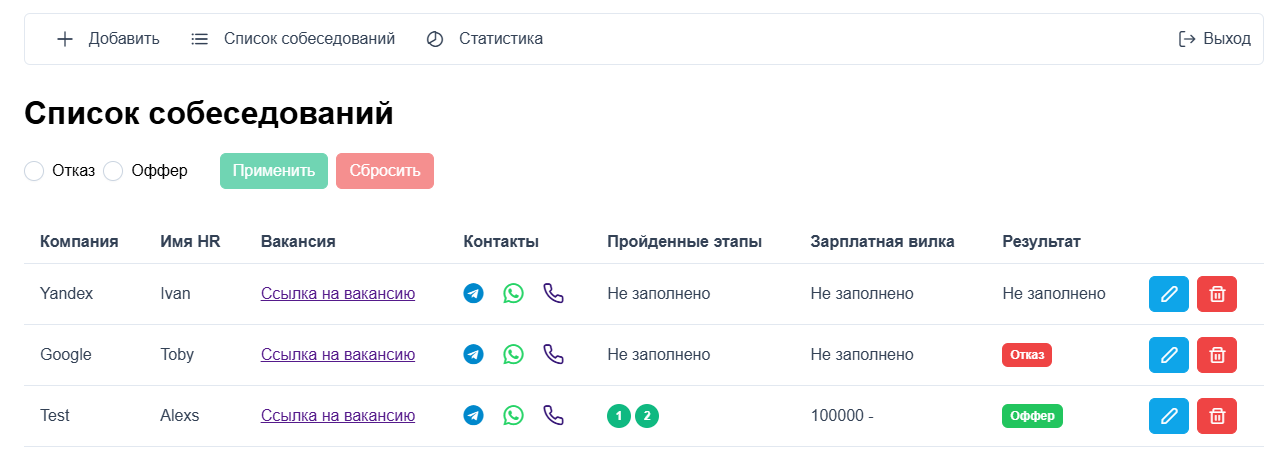 Добавить Список собеседований Статистика Выход
Список собеседований
Отказ Оффер Применить Сбросить
Компания Имя HR Вакансия Контакты Пройденные этапы Зарплатная вилка Результат
Yandex Ivan Ссылка на вакансию Не заполнено Не заполнено Не заполнено
Google Toby Ссылка на вакансию Не заполнено Не заполнено Отказ
Test Alexs Ссылка на вакансию 1 2 100000 - Оффер